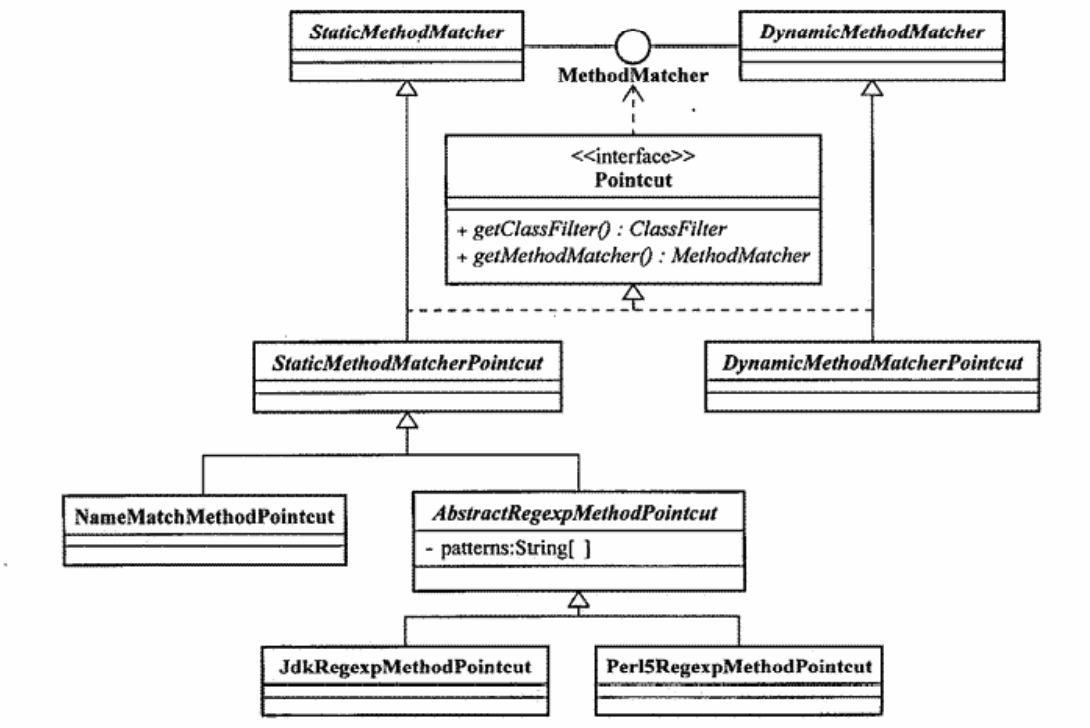 StaticMethodMatcher
DynamicMethodMatcher
MethodMatcher
<<interface>>
Pointcut
+ getClassFilter() : ClassFilter
+ getMethodMatcher() : MethodMatcher
StaticMethodMatcherPointcut
DynamicMethodMatcherPointcut
NameMatchMethodPointcut
AbstractRegexpMethodPointcut
- patterns:String[ ]
JdkRegexpMethodPointcut
Perl5RegexpMethodPointcut